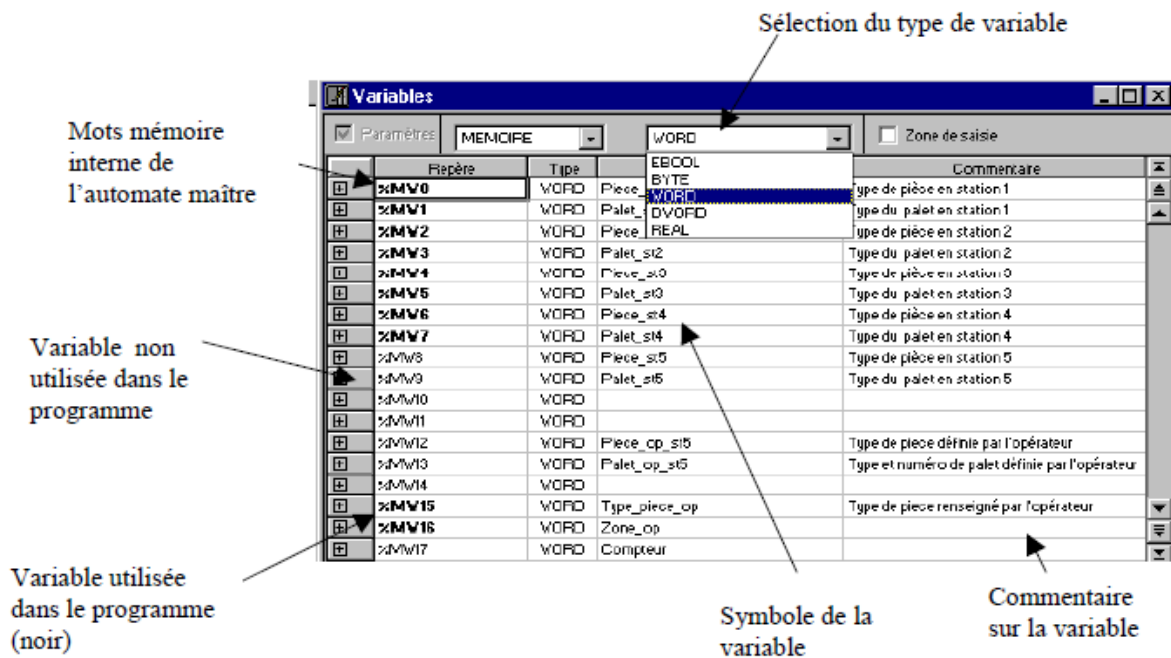 Sélection du type de variable
Variables
Mots mémoire
interne de
l'automate maître
Paramètres MEMOIRE WORD Zone de saisie
Repère Type Commentaire
EBOOL
BYTE
WORD
DWORD
REAL
%MW0 WORD Piece_ Type de pièce en station 1
%MW1 WORD Palet_ Type du palet en station 1
%MW2 WORD Piece_ Type de pièce en station 2
%MW3 WORD Palet_st2 Type du palet en station 2
%MW4 WORD Piece_st3 Type de pièce en station 3
%MW5 WORD Palet_st3 Type du palet en station 3
%MW6 WORD Piece_st4 Type de pièce en station 4
%MW7 WORD Palet_st4 Type du palet en station 4
%MW8 WORD Piece_st5 Type de pièce en station 5
%MW9 WORD Palet_st5 Type du palet en station 5
%MW10 WORD
%MW11 WORD
%MW12 WORD Piece_op_st5 Type de piece définie par l'opérateur
%MW13 WORD Palet_op_st5 Type et numéro de palet définie par l'opérateur
%MW14 WORD
%MW15 WORD Type_piece_op Type de piece renseigné par l'opérateur
%MW16 WORD Zone_op
%MW17 WORD Compteur
Variable non
utilisée dans le
programme
Variable utilisée
dans le programme
(noir)
Symbole de la
variable
Commentaire
sur la variable